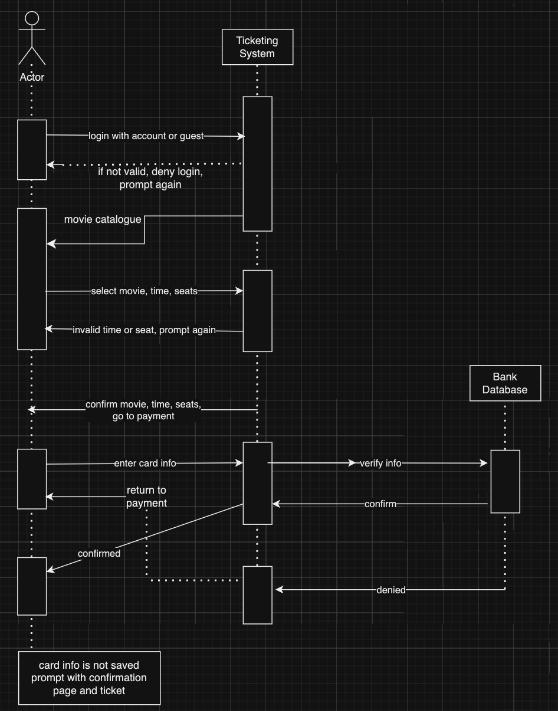 Ticketing
System
Actor
login with account or guest
if not valid, deny login,
prompt again
movie catalogue
select movie, time, seats
invalid time or seat, prompt again
Bank
Database
confirm movie, time, seats,
go to payment
enter card info
verify info
return to
payment
confirm
confirmed
denied
card info is not saved
prompt with confirmation
page and ticket